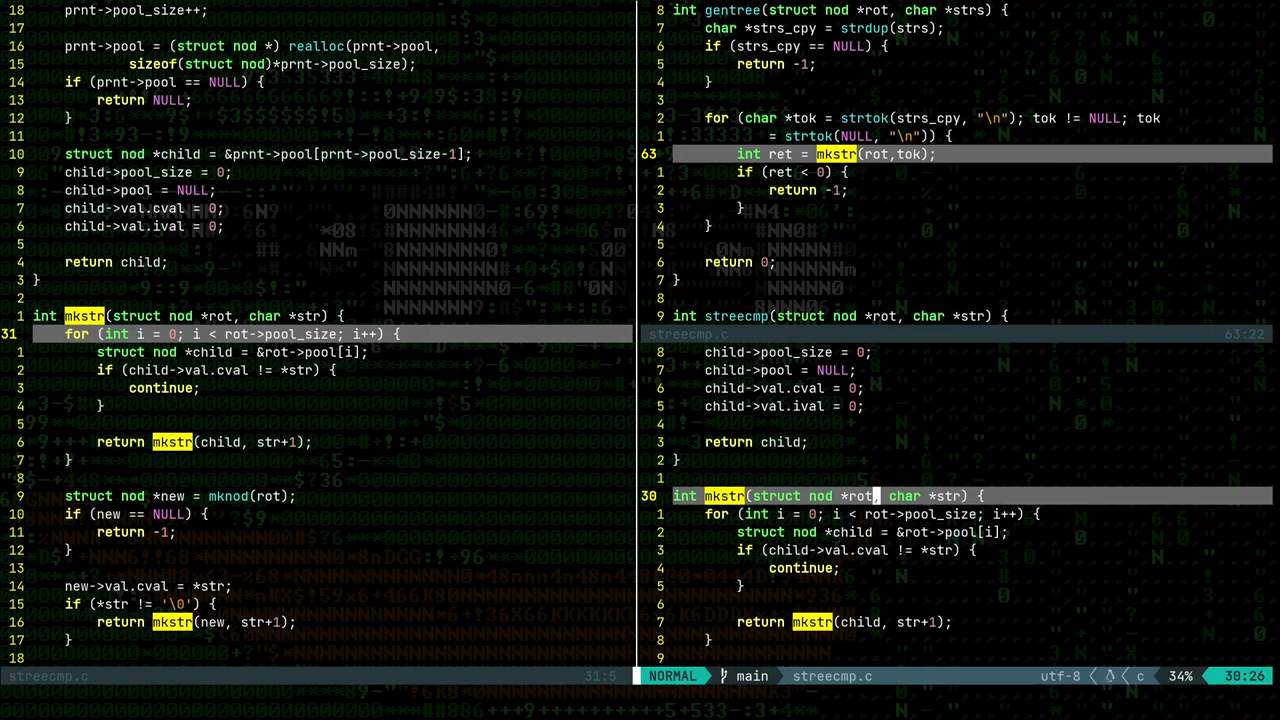 18     prnt->pool_size++;
17
16     prnt->pool = (struct nod *) realloc(prnt->pool,
15             sizeof(struct nod)*prnt->pool_size);
14     if (prnt->pool == NULL) {
13         return NULL;
12     }
11
10     struct nod *child = &prnt->pool[prnt->pool_size-1];
9     child->pool_size = 0;
8     child->pool = NULL;
7     child->val.cval = 0;
6     child->val.ival = 0;
5
4     return child;
3 }
2
1 int mkstr(struct nod *rot, char *str) {
31     for (int i = 0; i < rot->pool_size; i++) {
1         struct nod *child = &rot->pool[i];
2         if (child->val.cval != *str) {
3             continue;
4         }
5
6         return mkstr(child, str+1);
7     }
8
9     struct nod *new = mknod(rot);
10     if (new == NULL) {
11         return -1;
12     }
13
14     new->val.cval = *str;
15     if (*str != '\0') {
16         return mkstr(new, str+1);
17     }
18
streecmp.c 31:5
8 int gentree(struct nod *rot, char *strs) {
7     char *strs_cpy = strdup(strs);
6     if (strs_cpy == NULL) {
5         return -1;
4     }
3
2     for (char *tok = strtok(strs_cpy, "\n"); tok != NULL; tok
1             = strtok(NULL, "\n")) {
63         int ret = mkstr(rot,tok);
1         if (ret < 0) {
2             return -1;
3         }
4     }
5
6     return 0;
7 }
8
9 int streecmp(struct nod *rot, char *str) {
streecmp.c 63:22
8     child->pool_size = 0;
7     child->pool = NULL;
6     child->val.cval = 0;
5     child->val.ival = 0;
4
3     return child;
2 }
1
30 int mkstr(struct nod *rot, char *str) {
1     for (int i = 0; i < rot->pool_size; i++) {
2         struct nod *child = &rot->pool[i];
3         if (child->val.cval != *str) {
4             continue;
5         }
6
7         return mkstr(child, str+1);
8     }
9
NORMAL main streecmp.c utf-8 c 34% 30:26